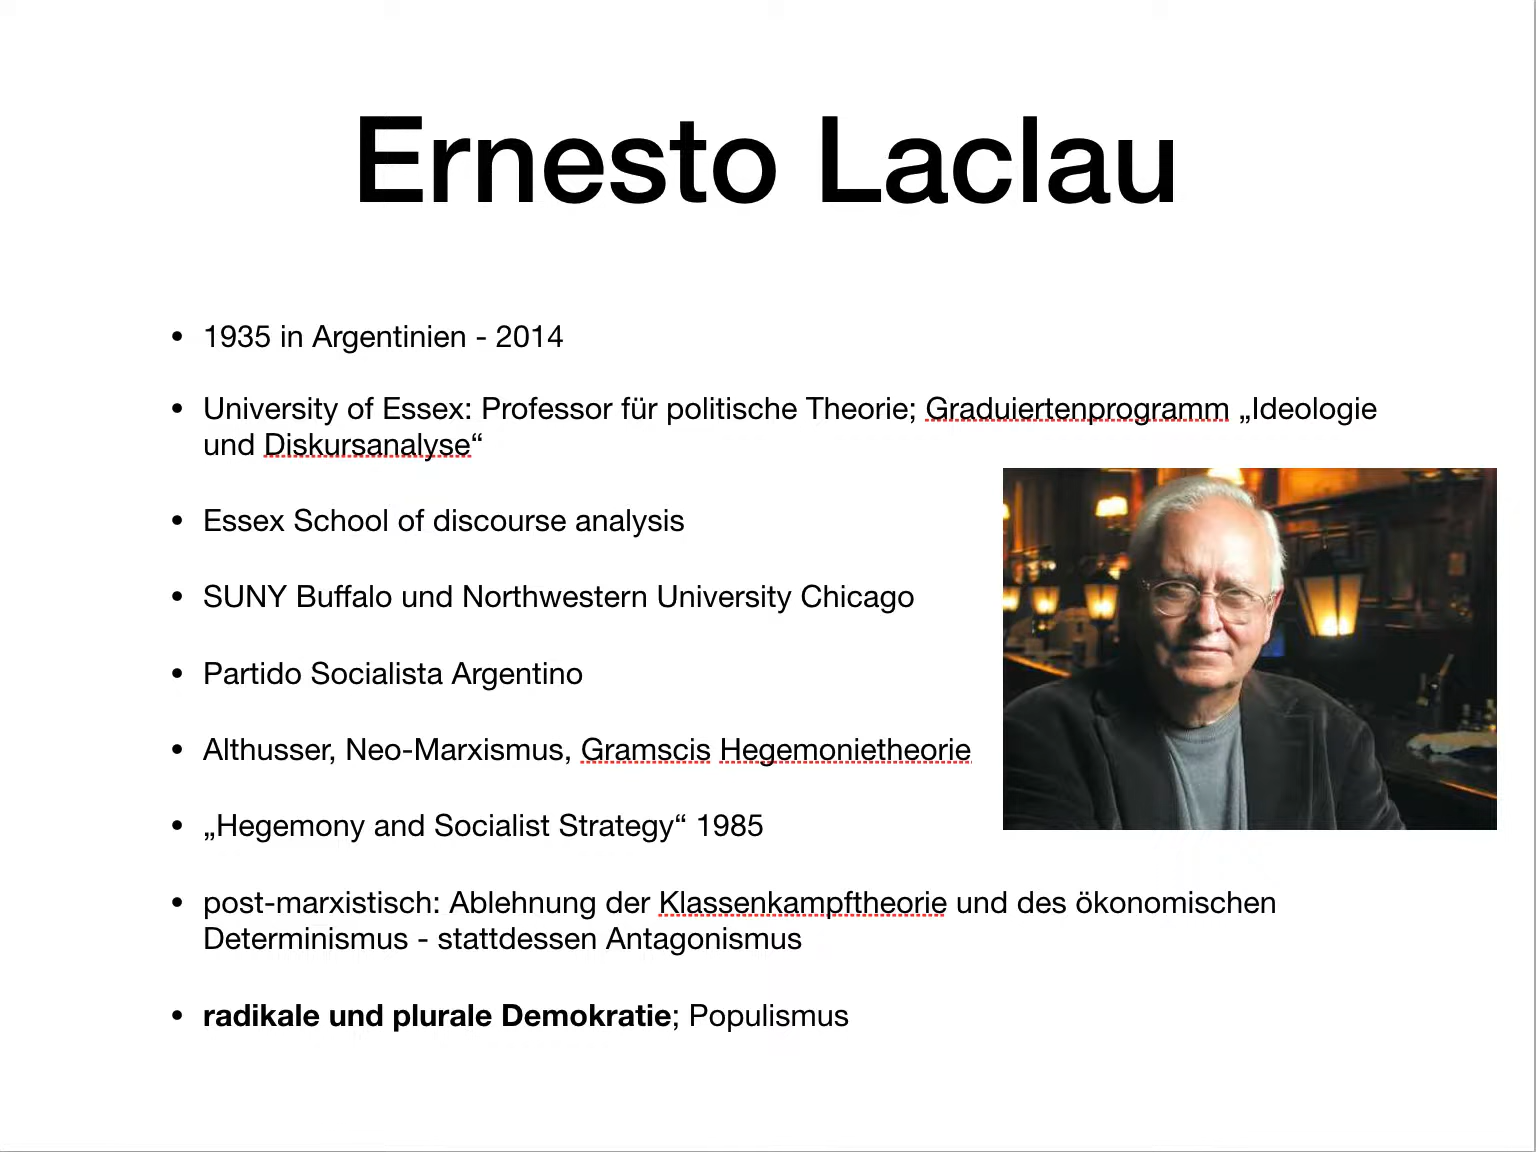 Ernesto Laclau
• 1935 in Argentinien - 2014
• University of Essex: Professor für politische Theorie; Graduiertenprogramm „Ideologie
und Diskursanalyse“
• Essex School of discourse analysis
• SUNY Buffalo und Northwestern University Chicago
• Partido Socialista Argentino
• Althusser, Neo-Marxismus, Gramscis Hegemonietheorie
• „Hegemony and Socialist Strategy“ 1985
• post-marxistisch: Ablehnung der Klassenkampftheorie und des ökonomischen
Determinismus - stattdessen Antagonismus
• radikale und plurale Demokratie; Populismus